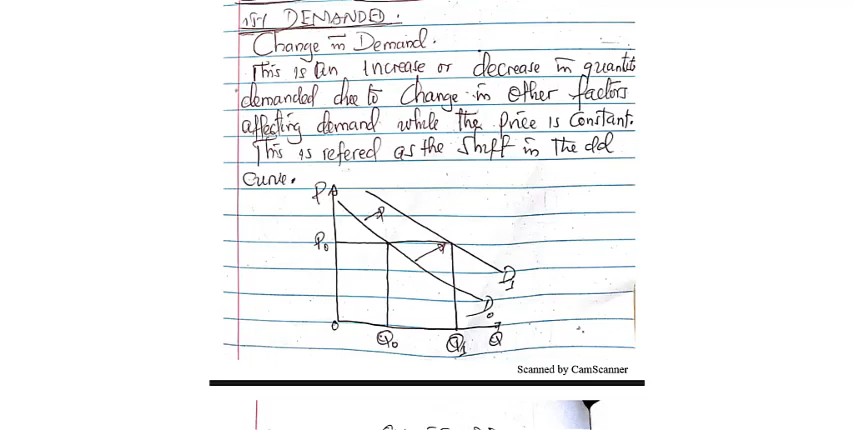 DEMANDED.
Change in Demand.
This is an increase or decrease in quantit
demanded due to Change in other factors
affecting demand while the price is constant.
This is refered as the shift in the dd
Curve.
P
P₀
D₁
D₀
O
Q₀ Q₁ Q
Scanned by CamScanner